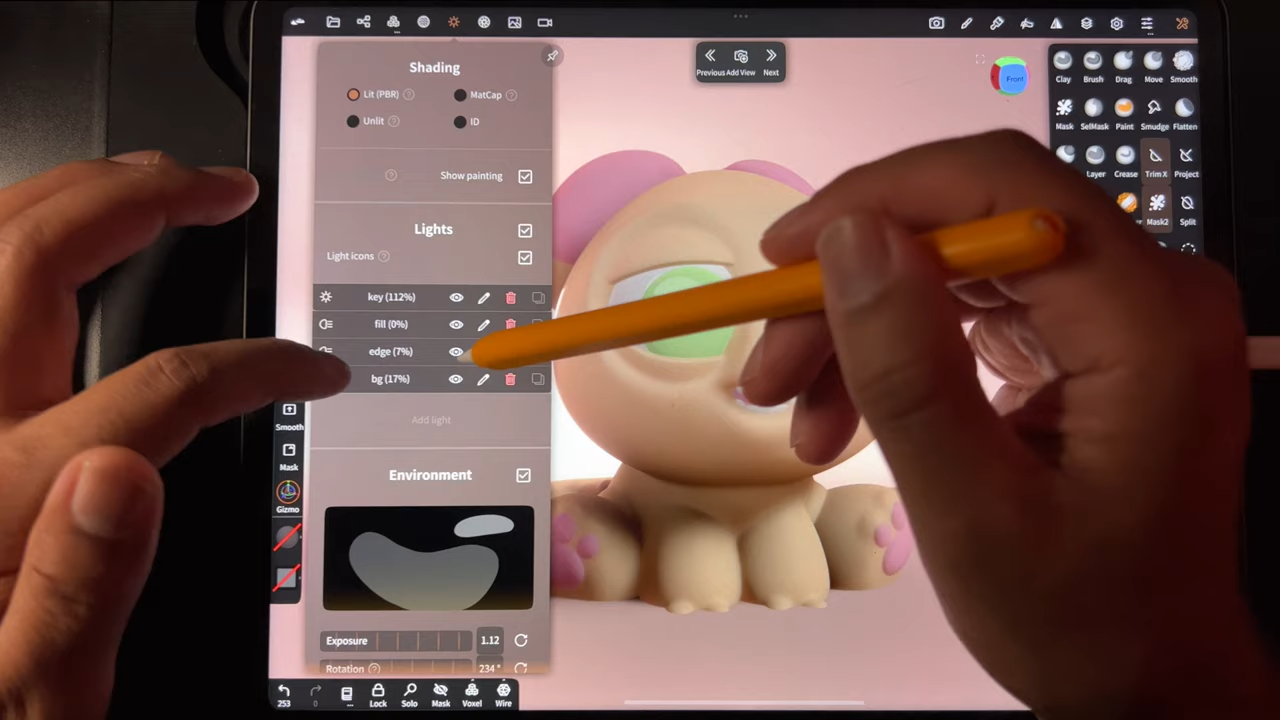 Shading
Lit (PBR) ?
MatCap ?
Unlit ?
ID
? Show painting
Lights
Light icons ?
key (112%)
fill (0%)
edge (7%)
bg (17%)
Add light
Environment
Exposure 1.12
Rotation ? 234°
Previous Add View Next
Front
Clay Brush Drag Move Smooth
Mask SelMask Paint Smudge Flatten
Layer Crease Trim X Project
Mask2 Split
Smooth
Mask
Gizmo
253 0 Lock Solo Mask Voxel Wire